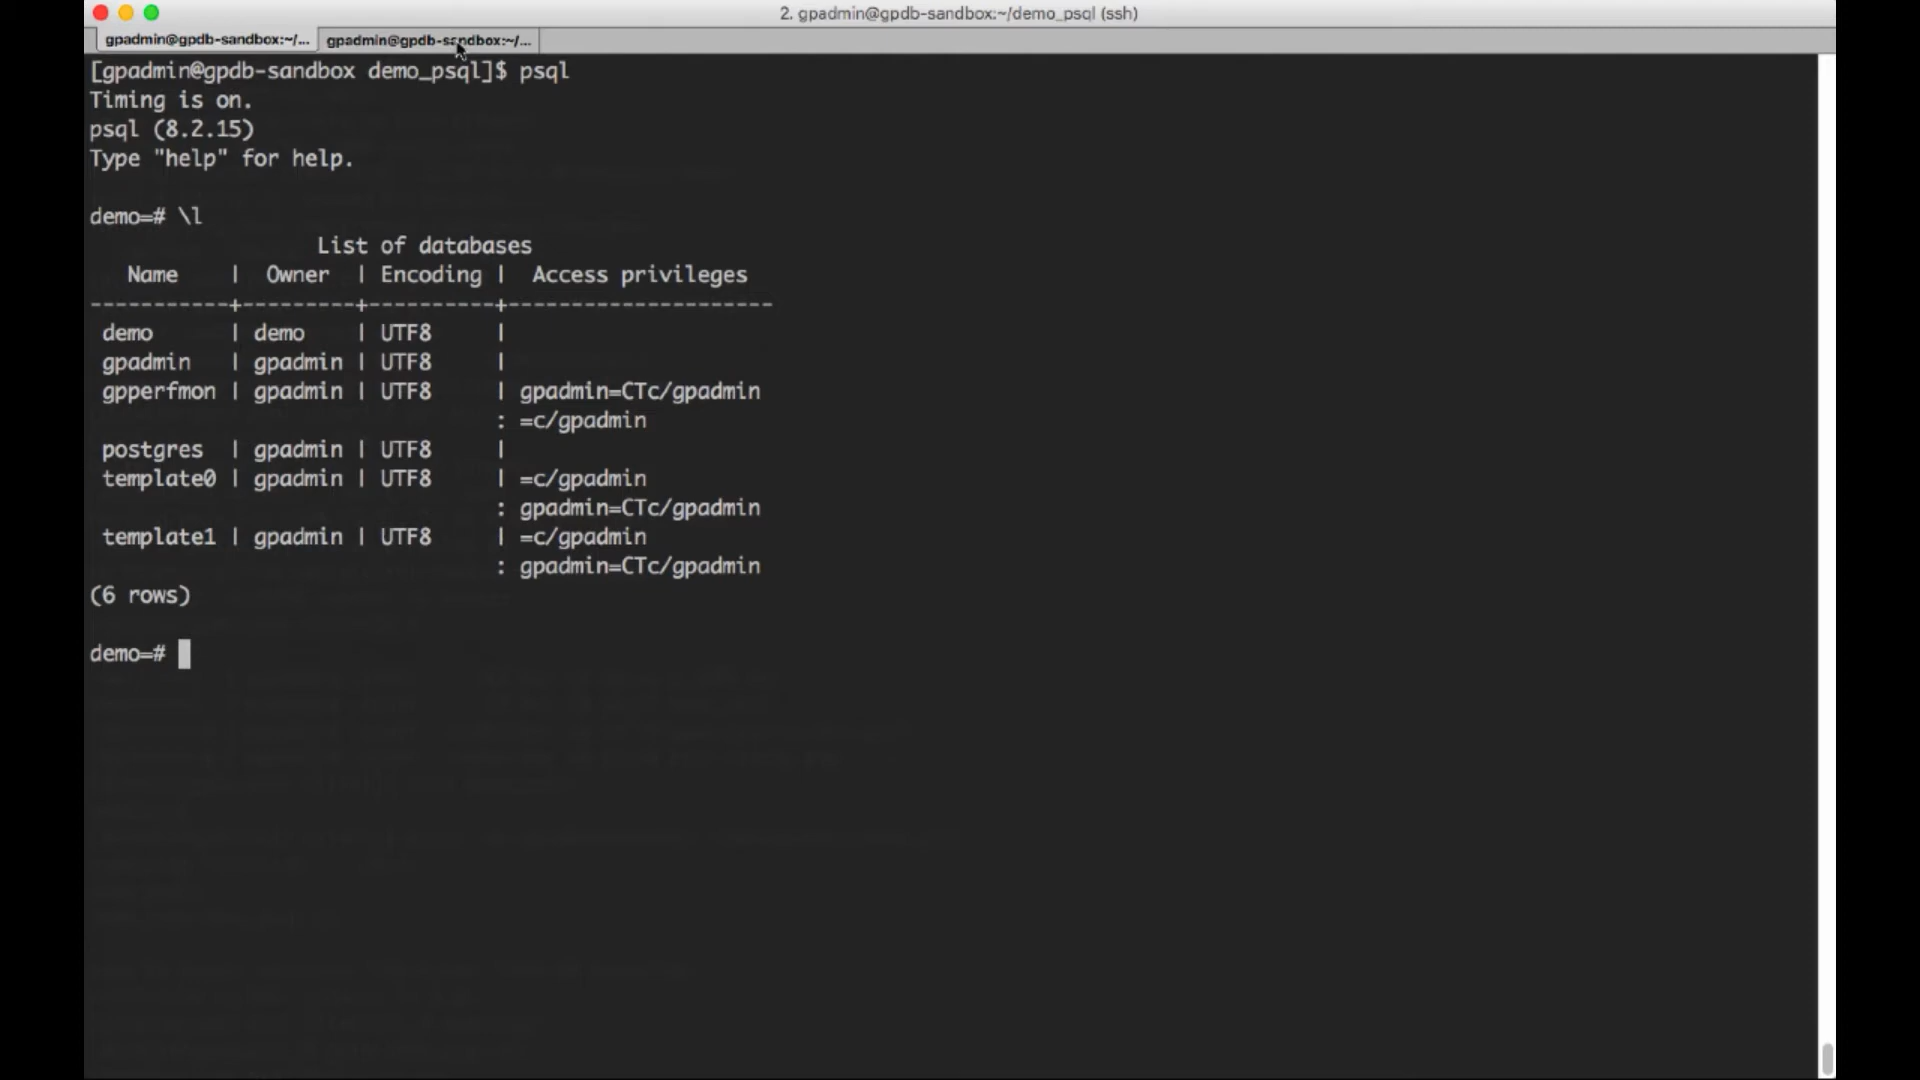 2. gpadmin@gpdb-sandbox:~/demo_psql (ssh)
gpadmin@gpdb-sandbox:~/... gpadmin@gpdb-sandbox:~/...
[gpadmin@gpdb-sandbox demo_psql]$ psql
Timing is on.
psql (8.2.15)
Type "help" for help.
demo=# \l
List of databases
Name | Owner | Encoding | Access privileges
-----------+---------+----------+---------------------
demo | demo | UTF8 |
gpadmin | gpadmin | UTF8 |
gpperfmon | gpadmin | UTF8 | gpadmin=CTc/gpadmin
: =c/gpadmin
postgres | gpadmin | UTF8 |
template0 | gpadmin | UTF8 | =c/gpadmin
: gpadmin=CTc/gpadmin
template1 | gpadmin | UTF8 | =c/gpadmin
: gpadmin=CTc/gpadmin
(6 rows)
demo=#